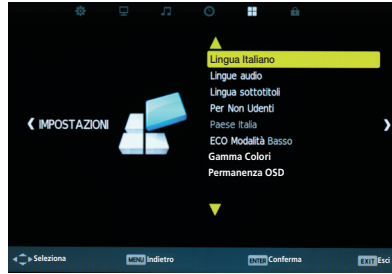 Lingua Italiano
Lingue audio
Lingua sottotitoli
Per Non Udenti
IMPOSTAZIONI
Paese Italia
ECO Modalità Basso
Gamma Colori
Permanenza OSD
Seleziona MENU Indietro ENTER Conferma EXIT Esci